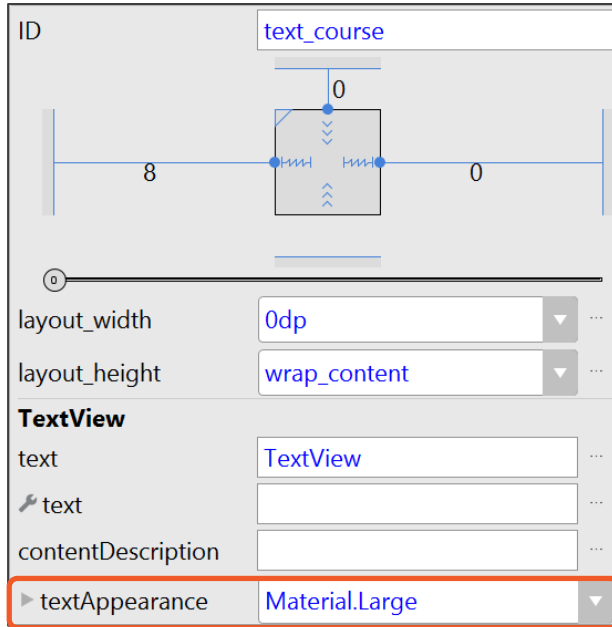 ID text_course
0
8 0
0
layout_width 0dp ...
layout_height wrap_content ...
TextView
text TextView ...
text ...
contentDescription ...
textAppearance Material.Large